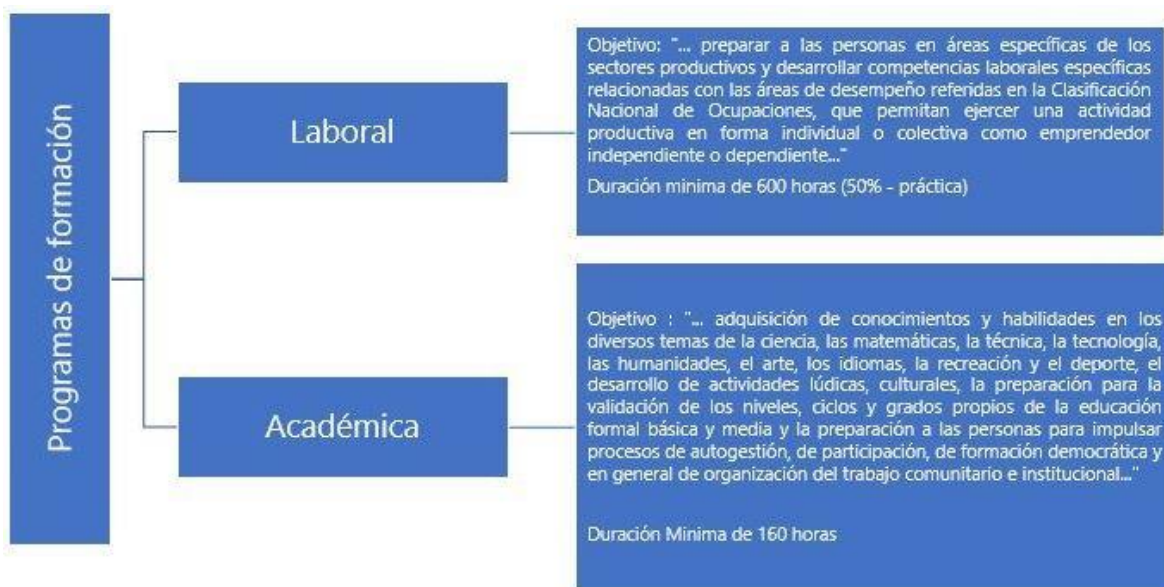 Programas de formación
Laboral
Objetivo: "... preparar a las personas en áreas específicas de los
sectores productivos y desarrollar competencias laborales específicas
relacionadas con las áreas de desempeño referidas en la Clasificación
Nacional de Ocupaciones, que permitan ejercer una actividad
productiva en forma individual o colectiva como emprendedor
independiente o dependiente..."
Duración minima de 600 horas (50% - práctica)
Académica
Objetivo : "... adquisición de conocimientos y habilidades en los
diversos temas de la ciencia, las matemáticas, la técnica, la tecnología,
las humanidades, el arte, los idiomas, la recreación y el deporte, el
desarrollo de actividades lúdicas, culturales, la preparación para la
validación de los niveles, ciclos y grados propios de la educación
formal básica y media y la preparación a las personas para impulsar
procesos de autogestión, de participación, de formación democrática y
en general de organización del trabajo comunitario e institucional..."
Duración Minima de 160 horas